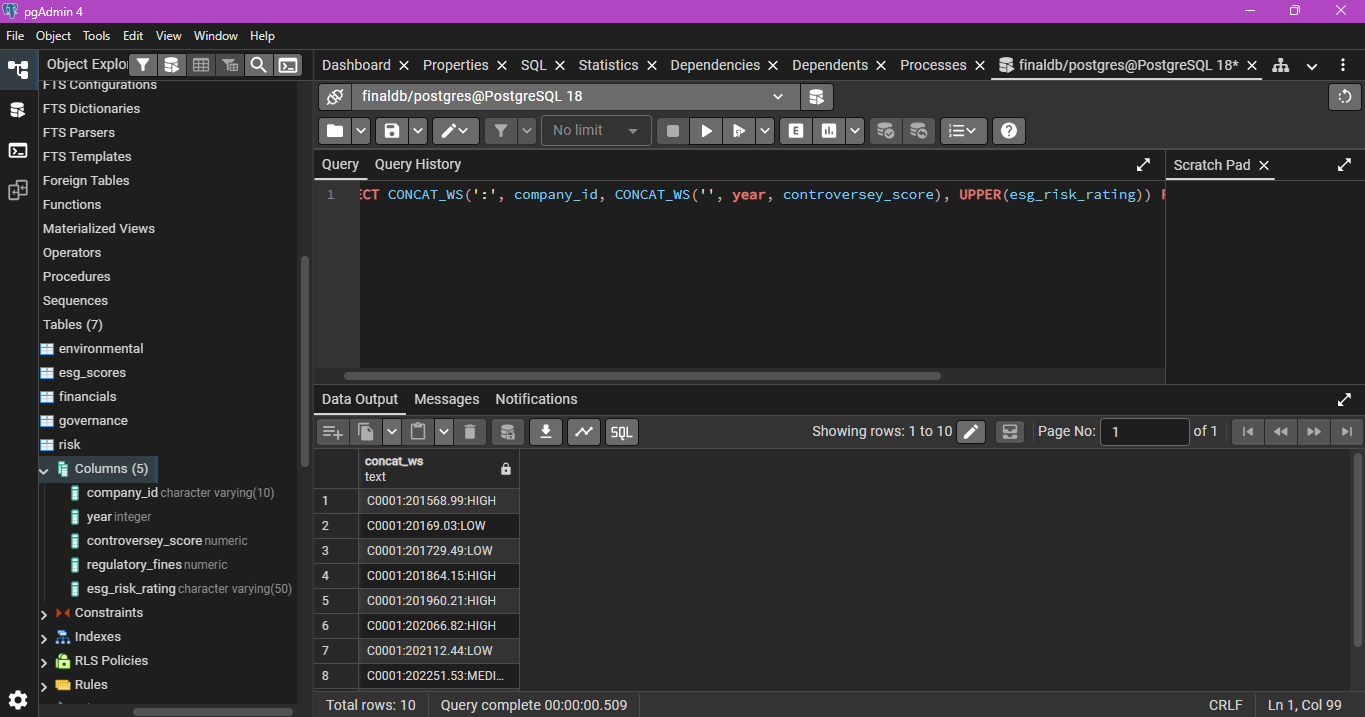 pgAdmin 4
File Object Tools Edit View Window Help
Object Explo
Dashboard Properties SQL Statistics Dependencies Dependents Processes finaldb/postgres@PostgreSQL 18*
finaldb/postgres@PostgreSQL 18
No limit
E
Query Query History
Scratch Pad
1 ECT CONCAT_WS(':', company_id, CONCAT_WS('', year, controversey_score), UPPER(esg_risk_rating))
FTS Configurations
FTS Dictionaries
FTS Parsers
FTS Templates
Foreign Tables
Functions
Materialized Views
Operators
Procedures
Sequences
Tables (7)
environmental
esg_scores
financials
governance
risk
Columns (5)
company_id character varying(10)
year integer
controversey_score numeric
regulatory_fines numeric
esg_risk_rating character varying(50)
Constraints
Indexes
RLS Policies
Rules
Data Output Messages Notifications
SQL
Showing rows: 1 to 10
Page No: 1 of 1
concat_ws
text
1 C0001:201568.99:HIGH
2 C0001:20169.03:LOW
3 C0001:201729.49:LOW
4 C0001:201864.15:HIGH
5 C0001:201960.21:HIGH
6 C0001:202066.82:HIGH
7 C0001:202112.44:LOW
8 C0001:202251.53:MEDI...
Total rows: 10 Query complete 00:00:00.509 CRLF Ln 1, Col 99